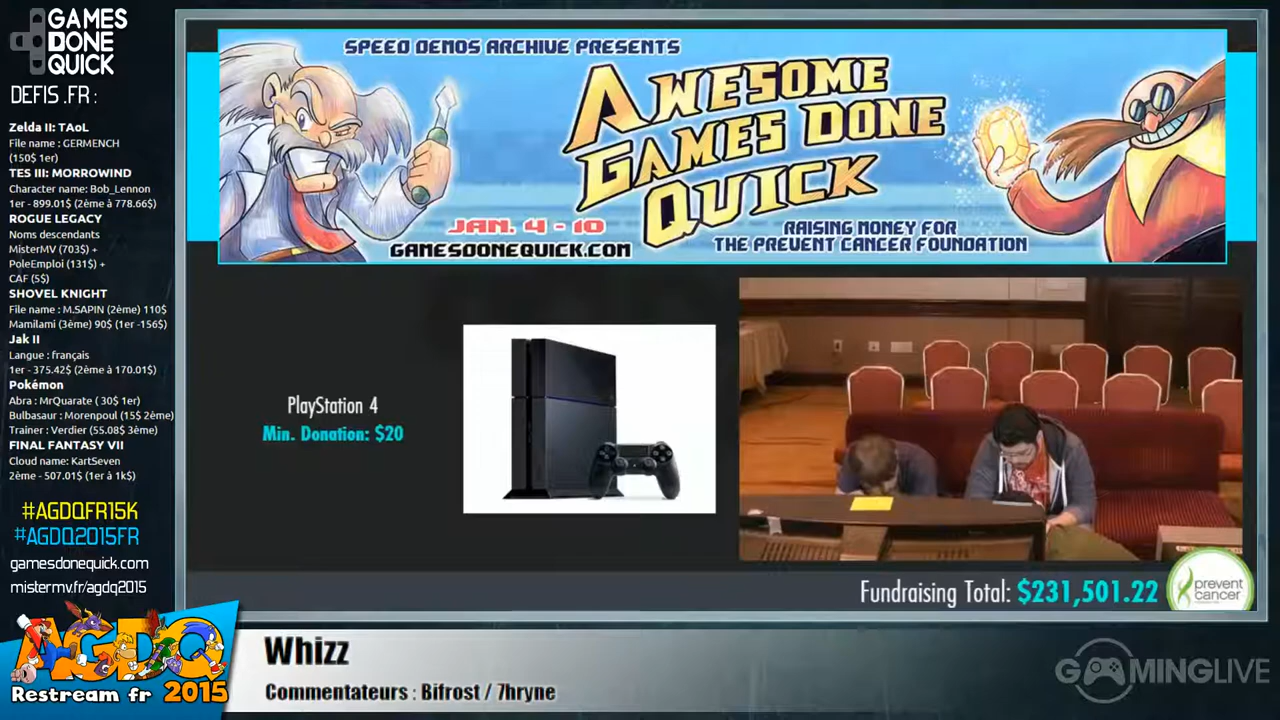 GAMES
DONE
QUICK
DEFIS .FR :
Zelda II: TAoL
File name : GERMENCH
(150$ 1er)
TES III: MORROWIND
Character name: Bob_Lennon
1er - 899.01$ (2ème à 778.66$)
ROGUE LEGACY
Noms descendants
MisterMV (703$) +
PoleEmploi (131$) +
CAF (5$)
SHOVEL KNIGHT
File name : M.SAPIN (2ème) 110$
Mamilami (3ème) 90$ (1er -156$)
Jak II
Langue : français
1er - 375.42$ (2ème à 170.01$)
Pokémon
Abra : MrQuarate ( 30$ 1er)
Bulbasaur : Morenpoul (15$ 2ème)
Trainer : Verdier (55.08$ 3ème)
FINAL FANTASY VII
Cloud name: KartSeven
2ème - 507.01$ (1er à 1k$)
#AGDQFR15K
#AGDQ2015FR
gamesdonequick.com
mistermv.fr/agdq2015
AGDQ
Restream fr 2015
SPEED DEMOS ARCHIVE PRESENTS
AWESOME
GAMES DONE
QUICK
JAN. 4 - 10
GAMESDONEQUICK.COM
RAISING MONEY FOR
THE PREVENT CANCER FOUNDATION
PlayStation 4
Min. Donation: $20
Fundraising Total: $231,501.22
prevent
cancer
Whizz
Commentateurs : Bifrost / 7hryne
GAMINGLIVE